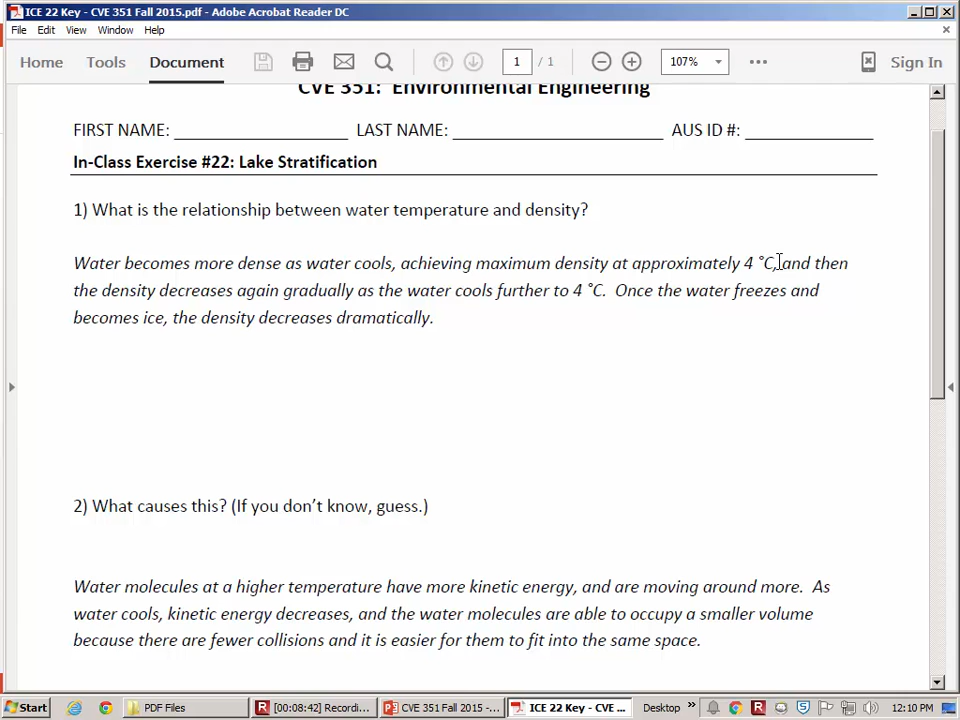 ICE 22 Key - CVE 351 Fall 2015.pdf - Adobe Acrobat Reader DC
File Edit View Window Help
Home Tools Document 1 / 1 107% Sign In
CVE 351: Environmental Engineering
FIRST NAME: ____________________ LAST NAME: ________________________ AUS ID #: _______________
In-Class Exercise #22: Lake Stratification
1) What is the relationship between water temperature and density?
Water becomes more dense as water cools, achieving maximum density at approximately 4 °C, and then
the density decreases again gradually as the water cools further to 4 °C. Once the water freezes and
becomes ice, the density decreases dramatically.
2) What causes this? (If you don't know, guess.)
Water molecules at a higher temperature have more kinetic energy, and are moving around more. As
water cools, kinetic energy decreases, and the water molecules are able to occupy a smaller volume
because there are fewer collisions and it is easier for them to fit into the same space.
Start PDF Files [00:08:42] Recordi... CVE 351 Fall 2015 -... ICE 22 Key - CVE ... Desktop » 12:10 PM